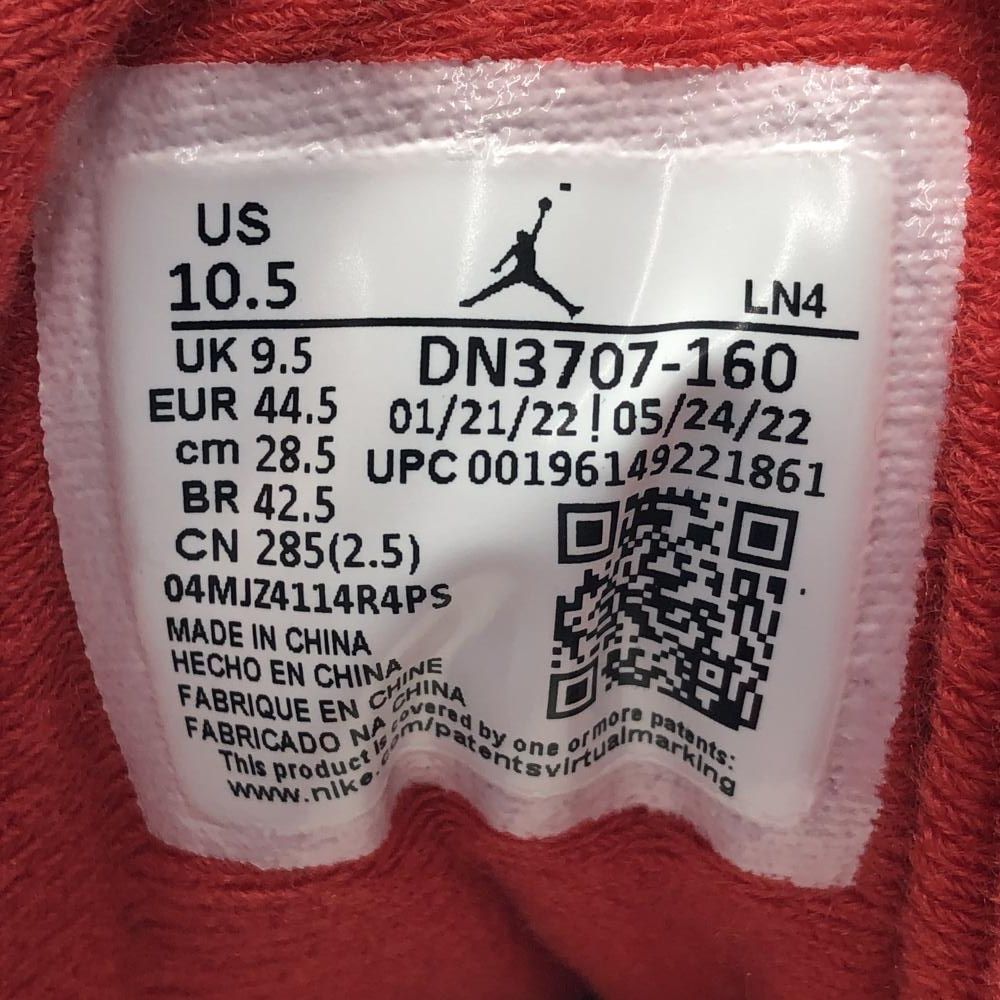 US
10.5
LN4
UK 9.5
EUR 44.5
cm 28.5
BR 42.5
CN 285(2.5)
DN3707-160
01/21/22 ! 05/24/22
UPC 00196149221861
04MJZ4114R4PS
MADE IN CHINA
HECHO EN CHINA
FABRIQUE EN CHINE
FABRICADO NA CHINA
This product is covered by one or more patents:
www.nike.com/patentsvirtualmarking